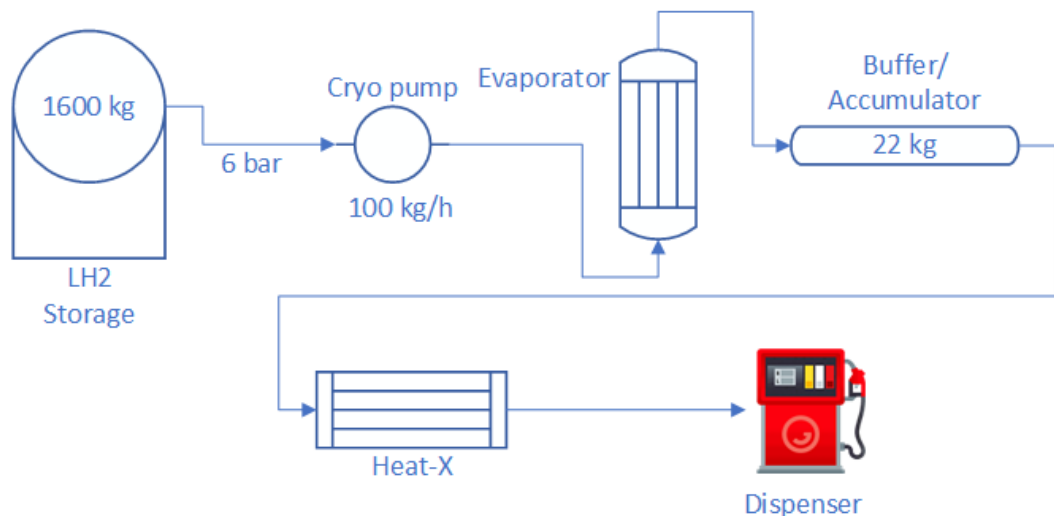 1600 kg
LH2
Storage
6 bar
Cryo pump
100 kg/h
Evaporator
Buffer/
Accumulator
22 kg
Heat-X
Dispenser